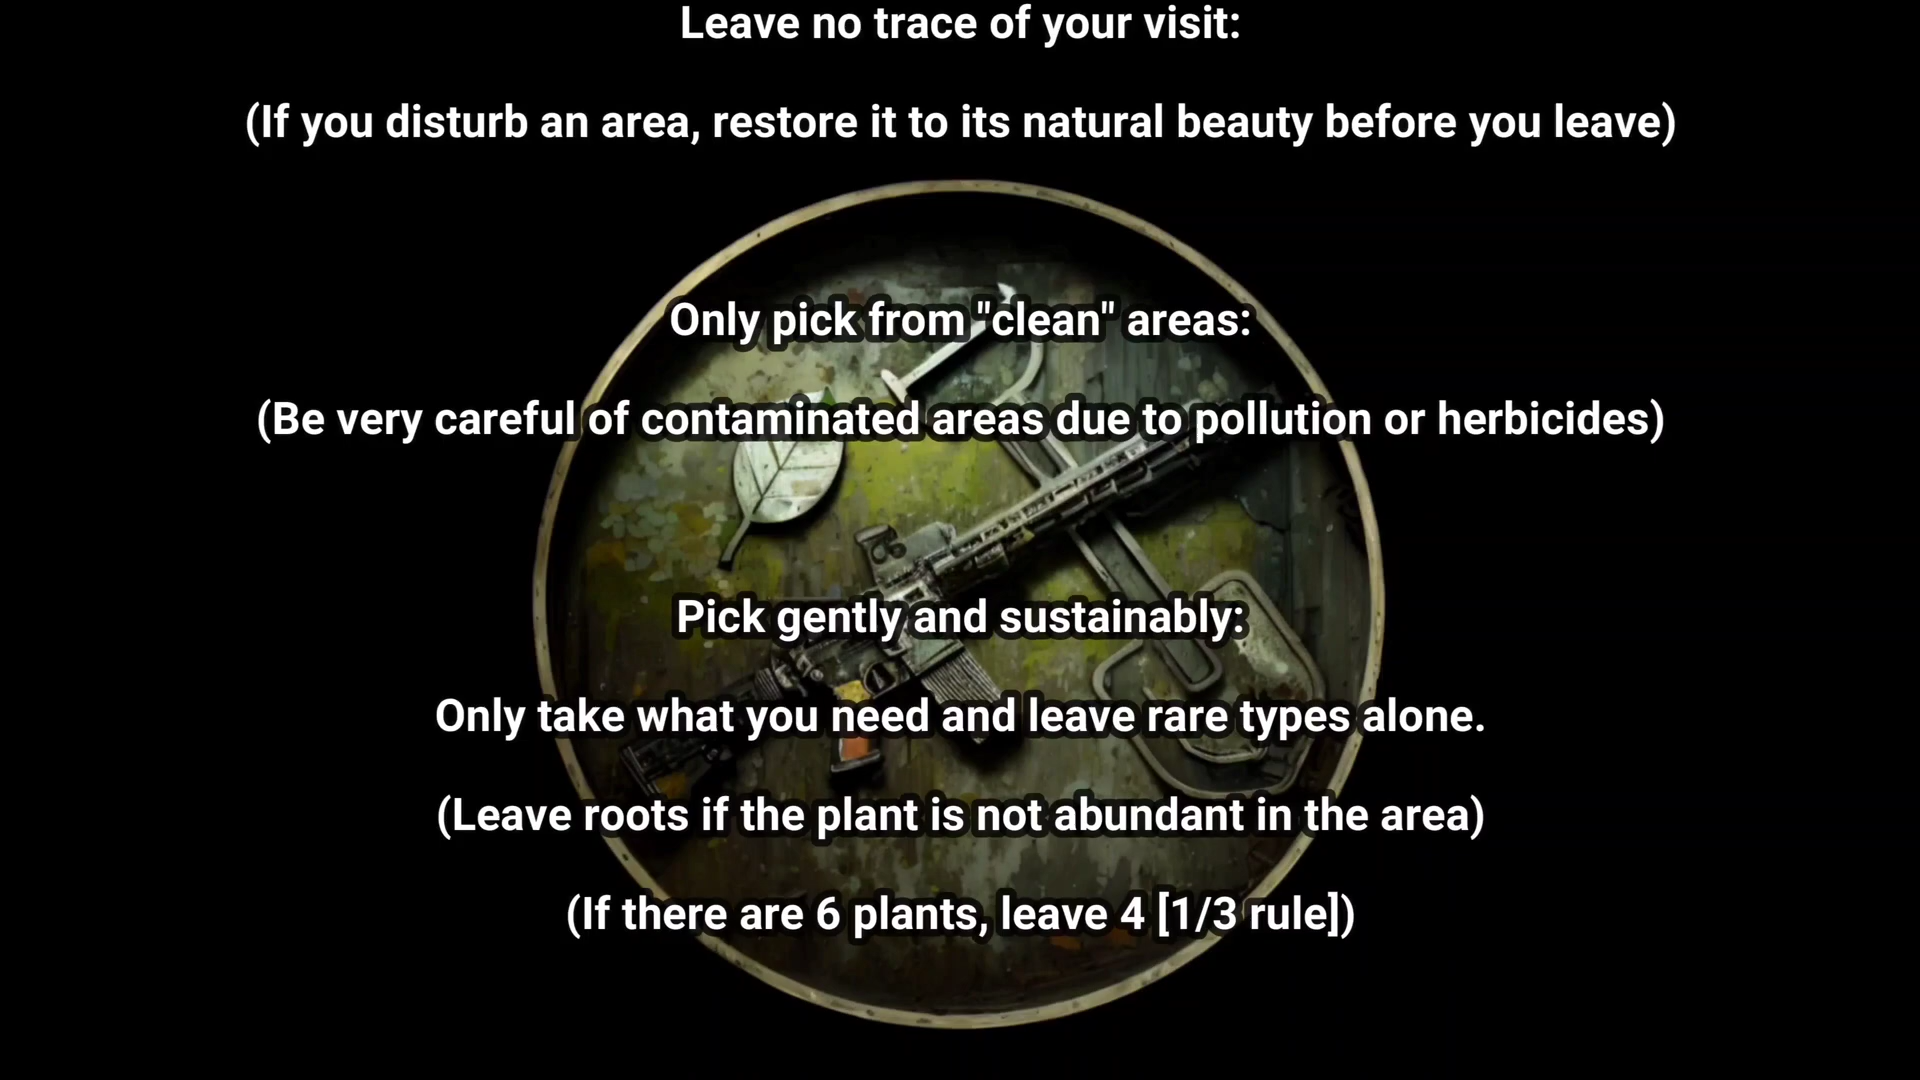 Leave no trace of your visit:
(If you disturb an area, restore it to its natural beauty before you leave)
Only pick from "clean" areas:
(Be very careful of contaminated areas due to pollution or herbicides)
Pick gently and sustainably:
Only take what you need and leave rare types alone.
(Leave roots if the plant is not abundant in the area)
(If there are 6 plants, leave 4 [1/3 rule])